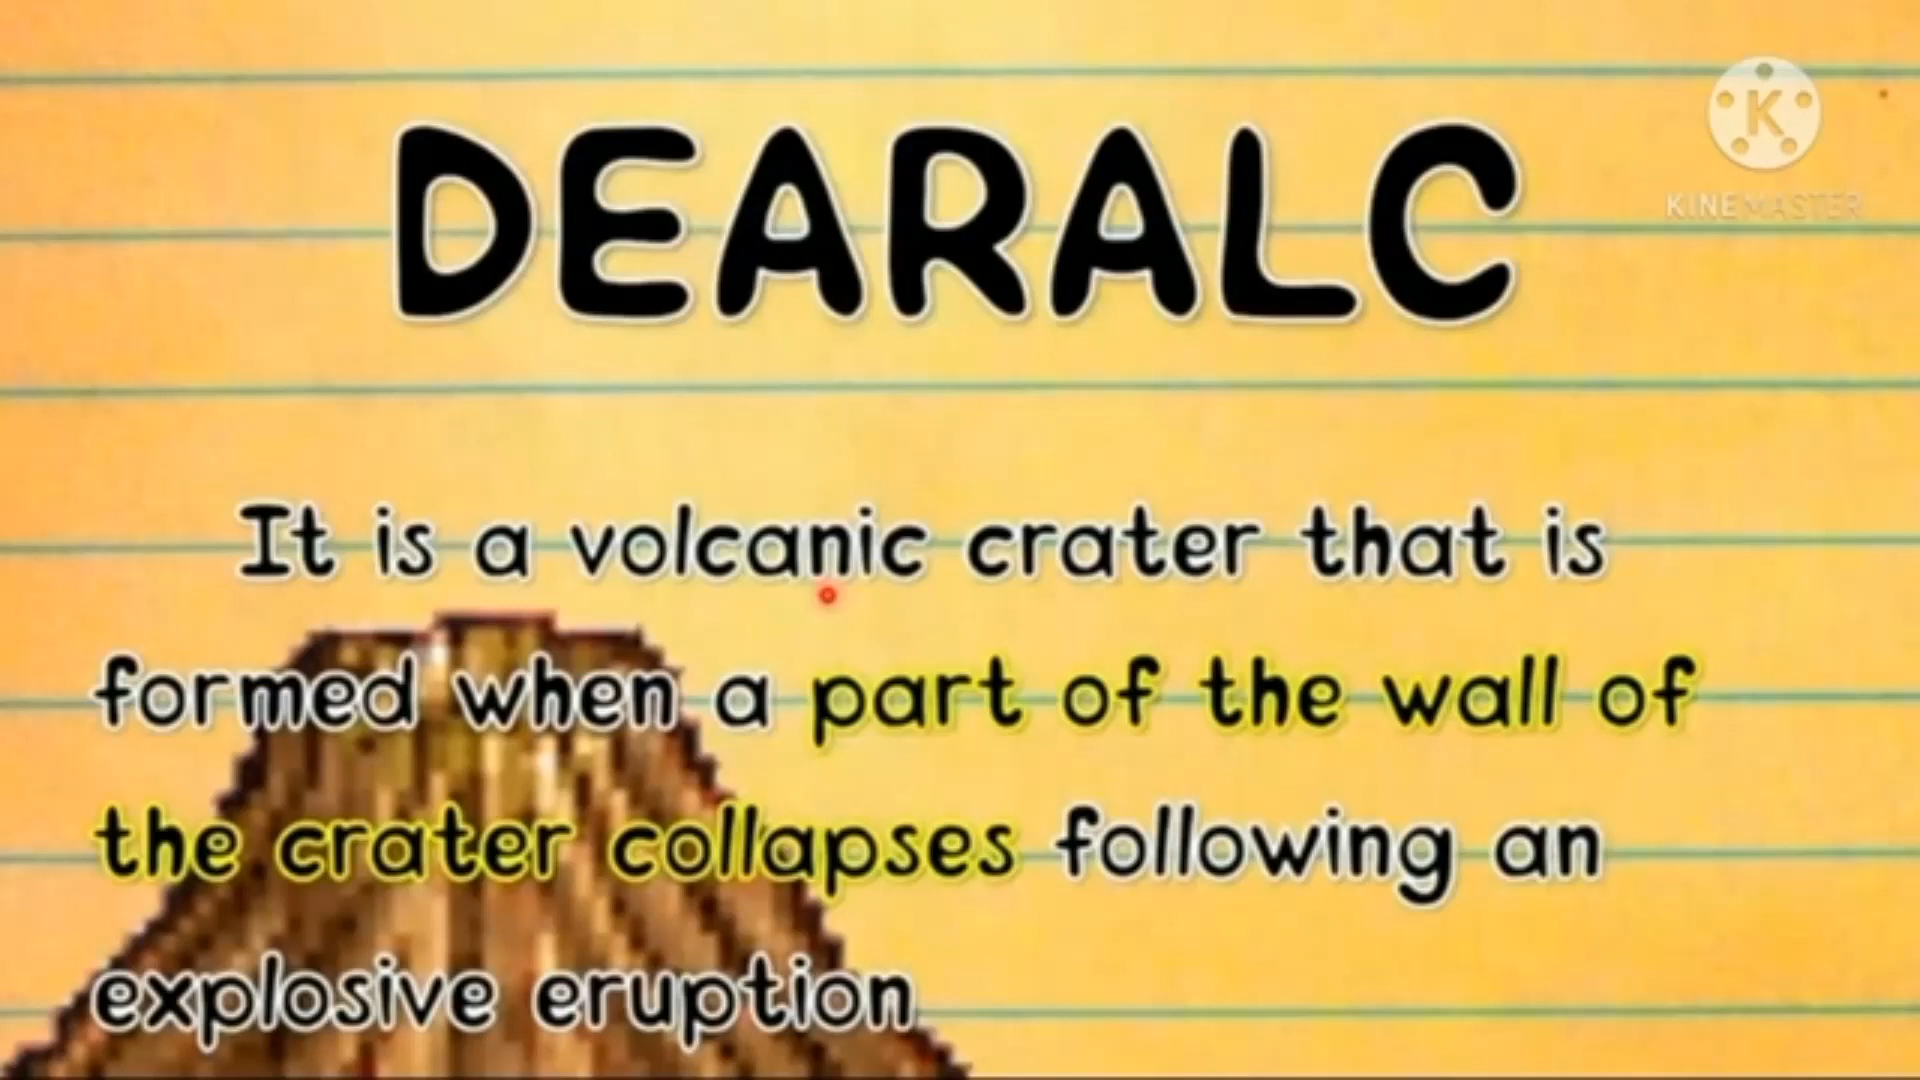 K
KINEMASTER
DEARALC
It is a volcanic crater that is
formed when a part of the wall of
the crater collapses following an
explosive eruption